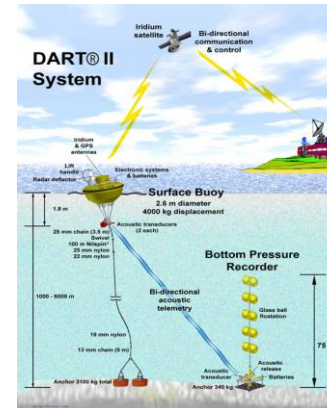 Iridium
satellite
Bi-directional
communication
& control
DART® II
System
Iridium
& GPS
antennas
Lift
handle
Radar deflector
Electronic systems
& batteries
Surface Buoy
2.6 m diameter
4000 kg displacement
1.8 m
Acoustic transducers
(2 each)
25 mm chain (3.5 m)
Swivel
100 m Nilspin
25 mm nylon
22 mm nylon
Bottom Pressure
Recorder
Bi-directional
acoustic
telemetry
Glass ball
floatation
1000 - 6000 m
75
19 mm nylon
13 mm chain (5 m)
Acoustic
transducer
Acoustic
release
Batteries
Anchor 3100 kg total
Anchor 340 kg